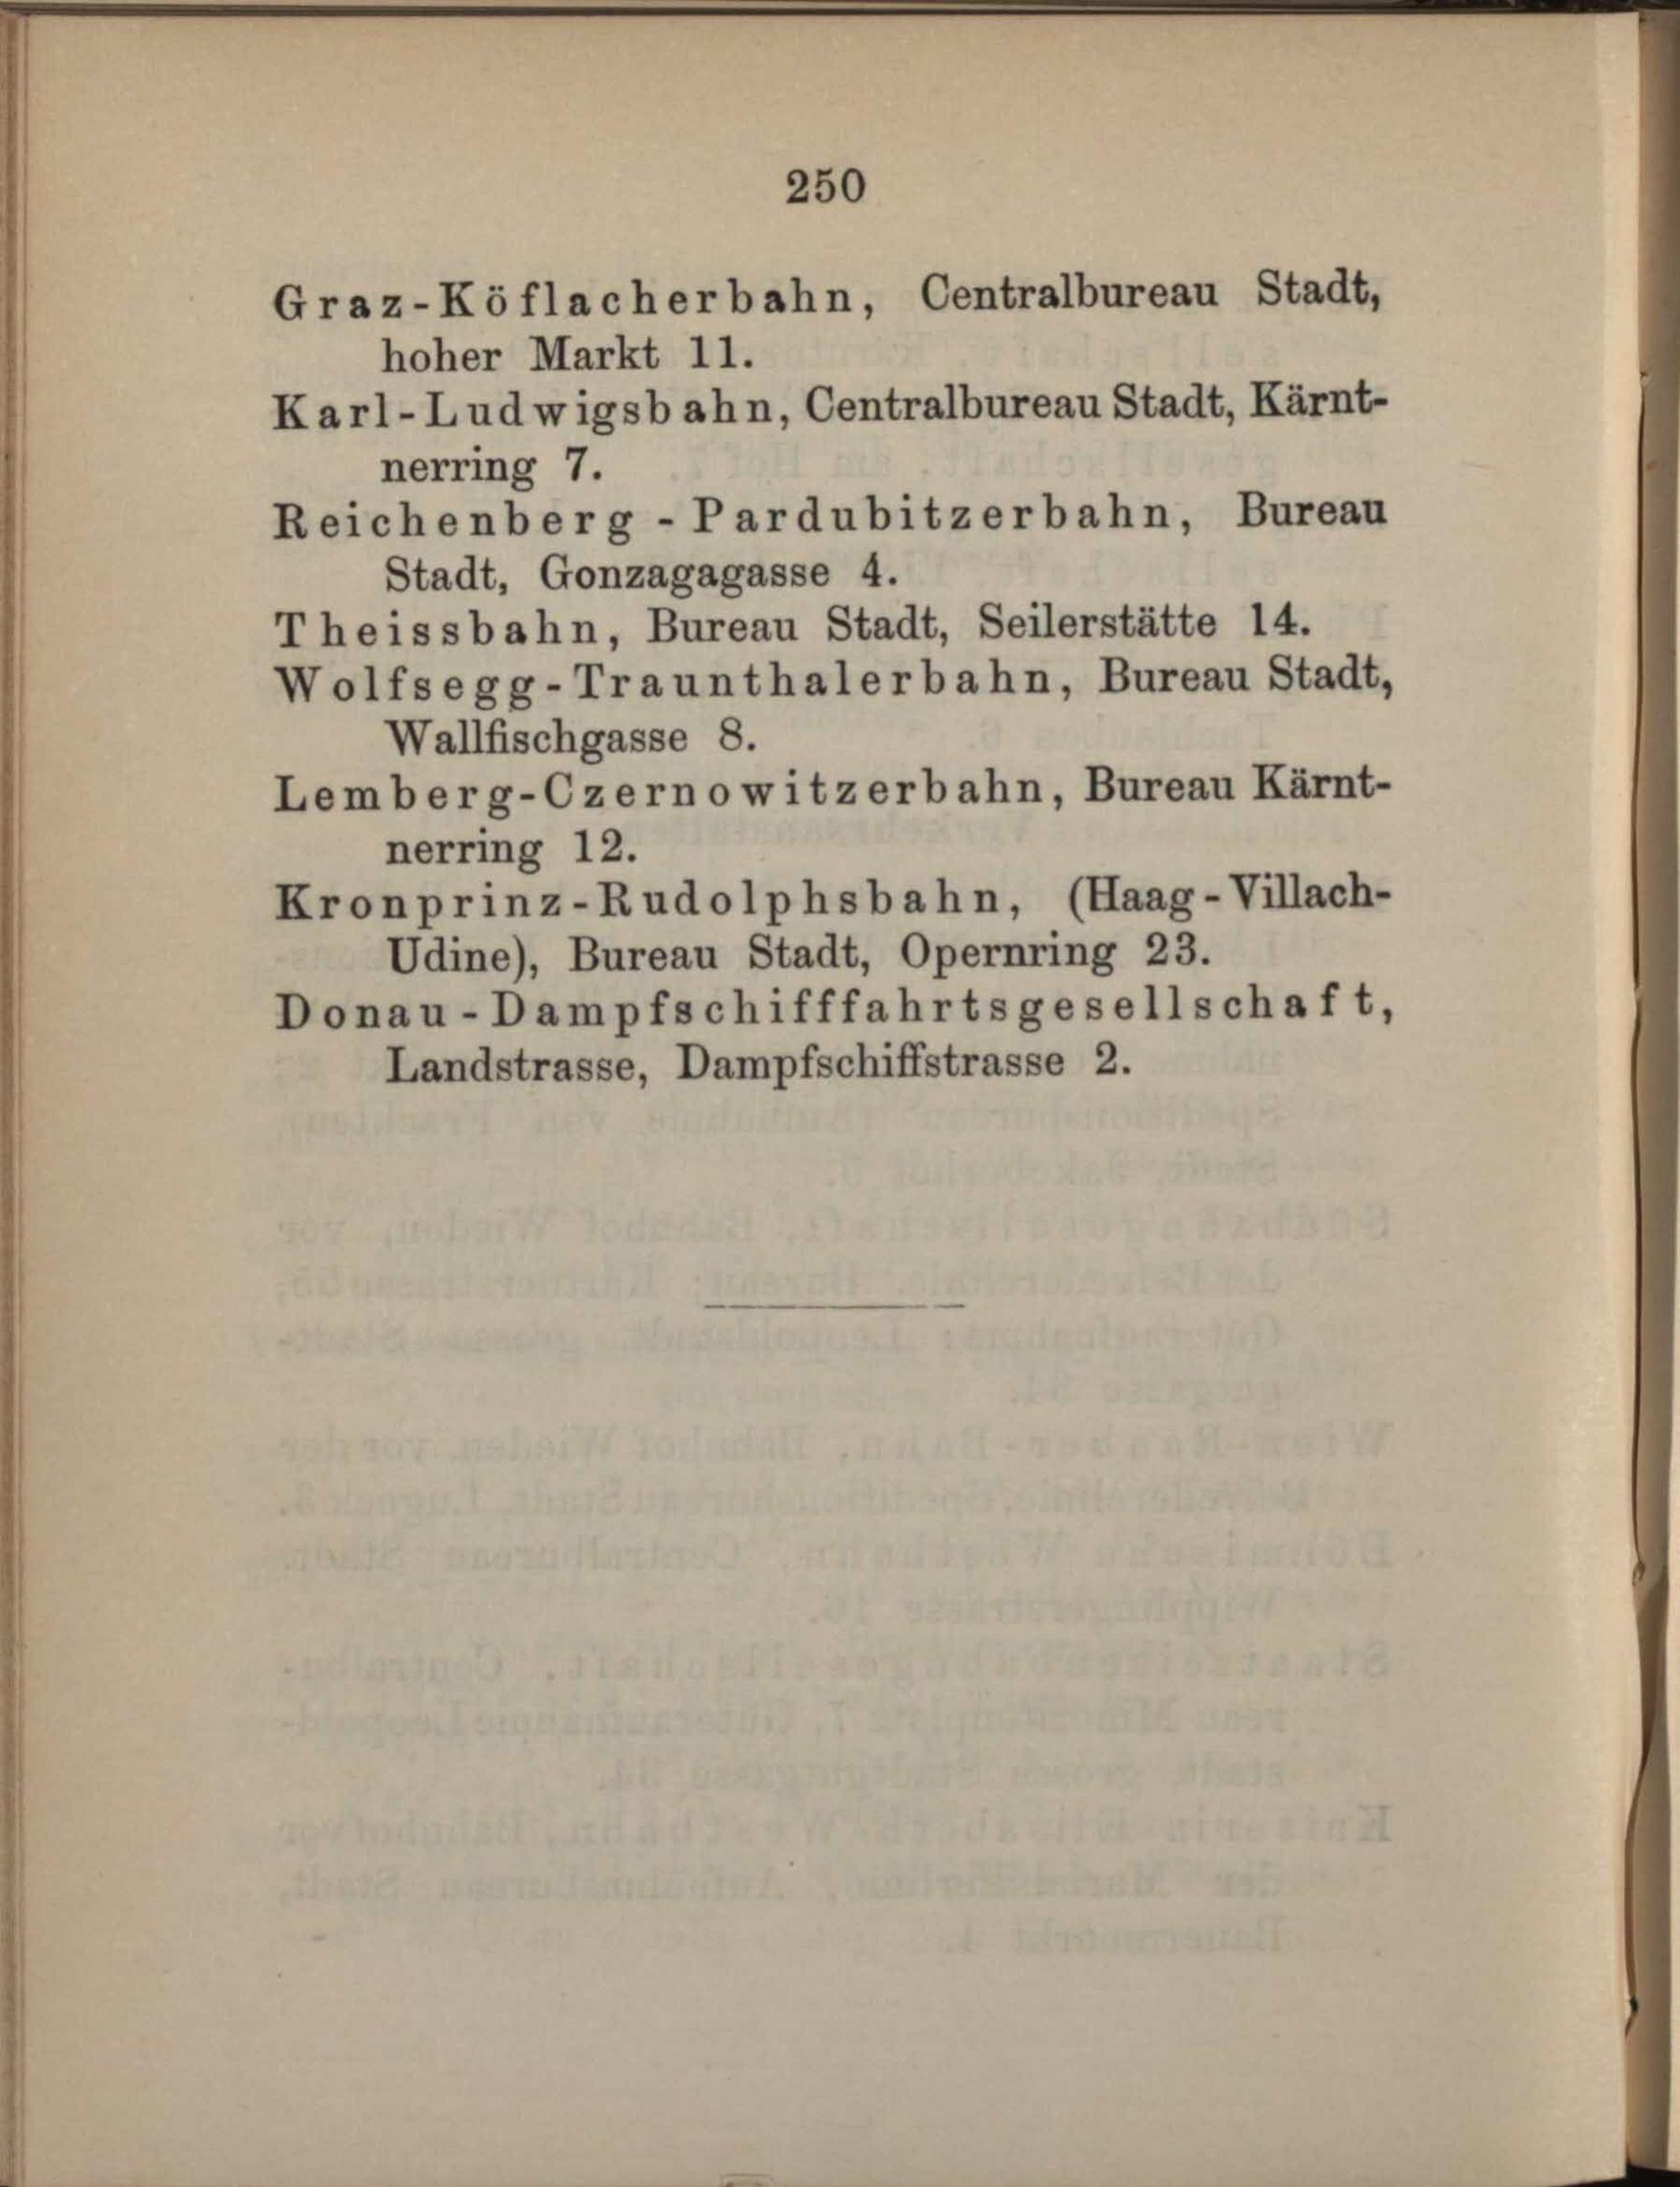 250
Graz-Köflacherbahn, Centralbureau Stadt,
hoher Markt 11.
Karl-Ludwigsbahn, Centralbureau Stadt, Kärnt-
nerring 7.
Reichenberg - Pardubitzerbahn, Bureau
Stadt, Gonzagagasse 4.
Theissbahn, Bureau Stadt, Seilerstätte 14.
Wolfsegg-Traunthalerbahn, Bureau Stadt,
Wallfischgasse 8.
Lemberg-Czernowitzerbahn, Bureau Kärnt-
nerring 12.
Kronprinz-Rudolphsbahn, (Haag-Villach-
Udine), Bureau Stadt, Opernring 23.
Donau-Dampfschifffahrtsgesellschaft,
Landstrasse, Dampfschiffstrasse 2.